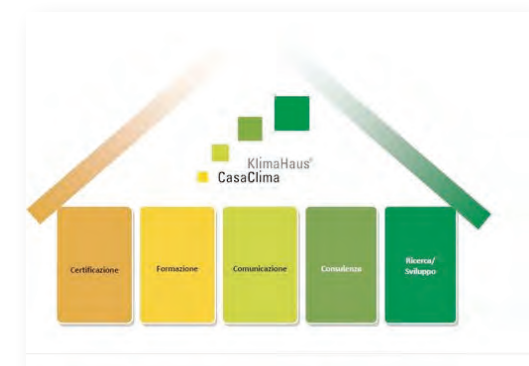 KlimaHaus®
CasaClima
Certificazione
Formazione
Comunicazione
Consulenza
Ricerca/
Sviluppo